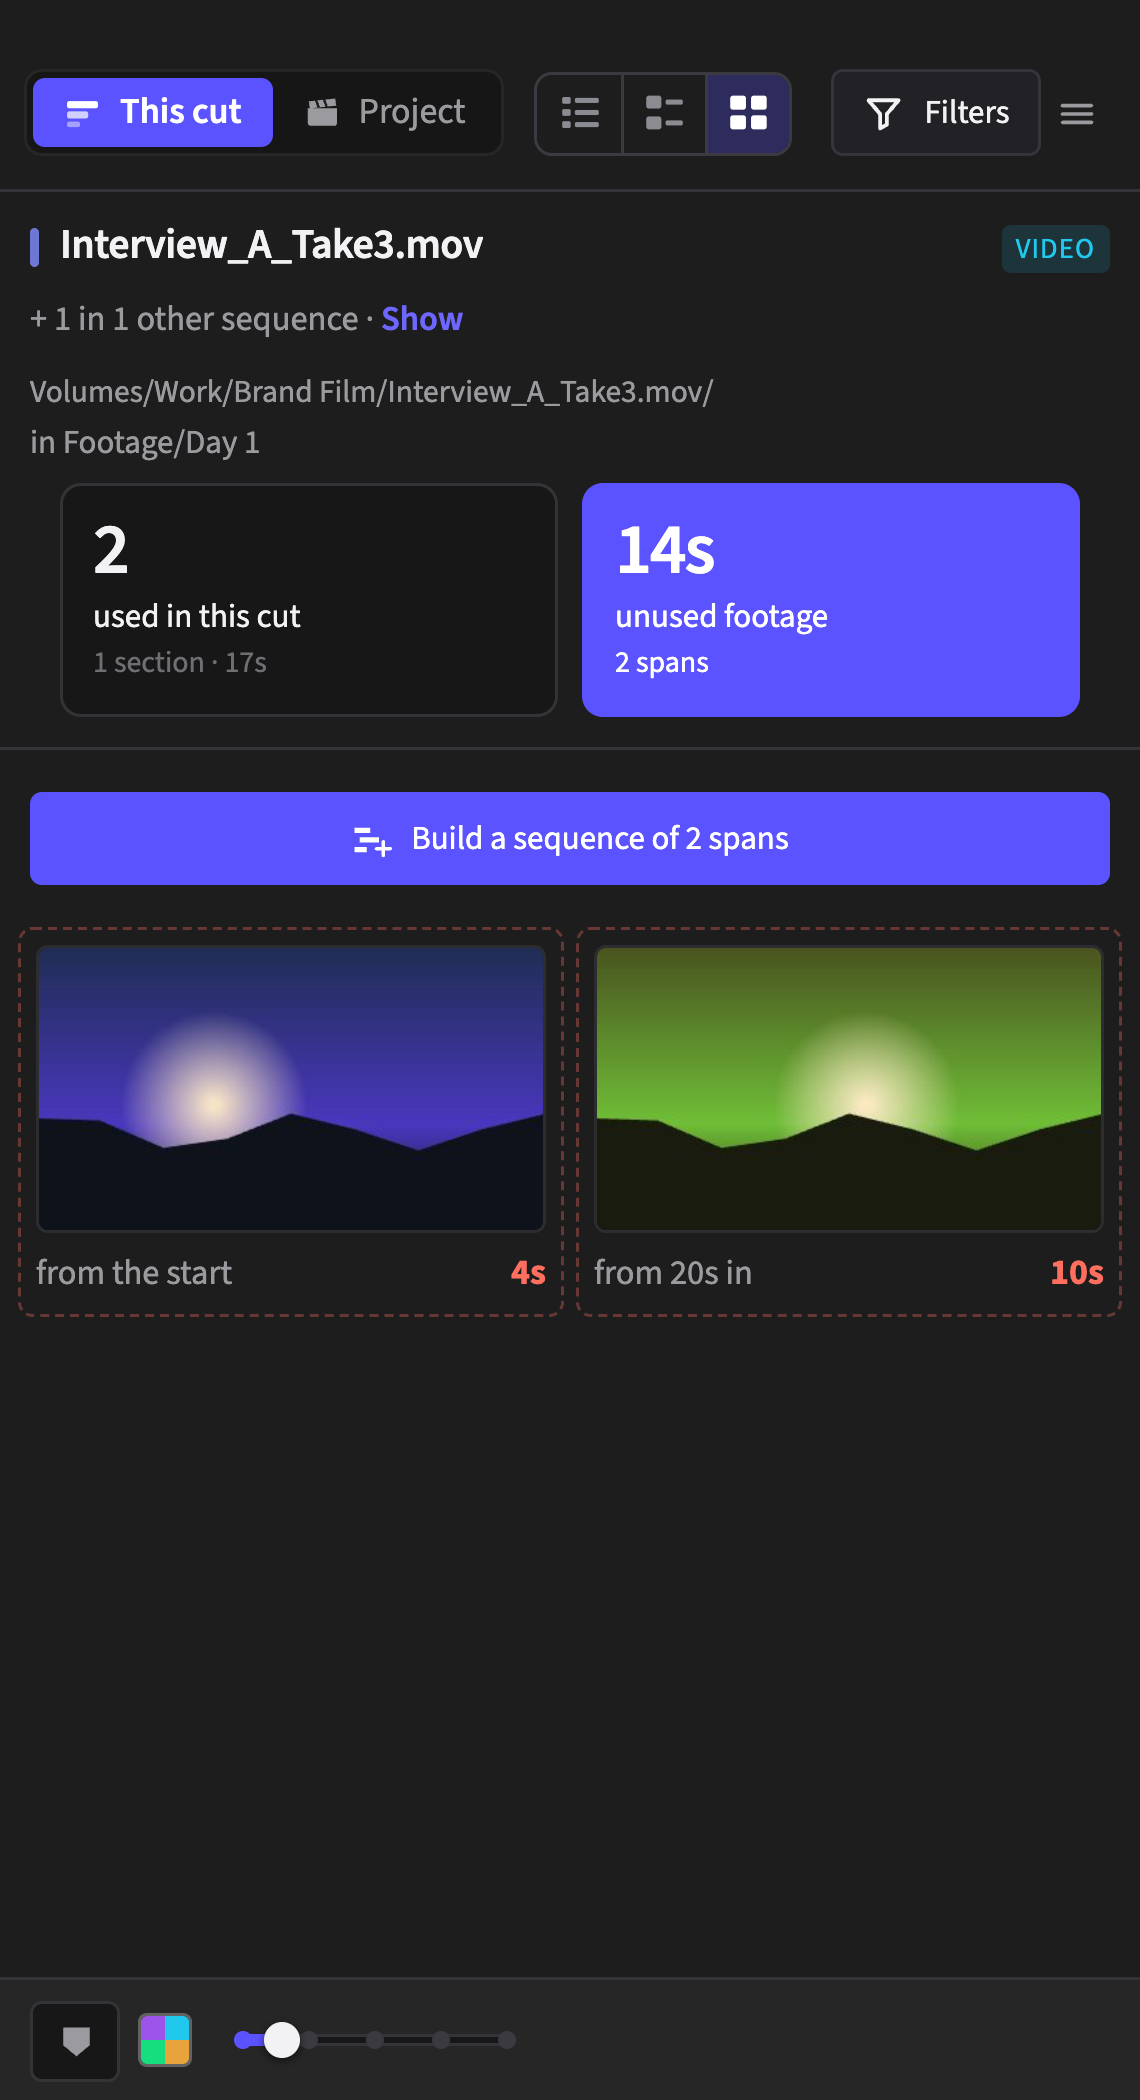 This cut
Project
Filters
Interview_A_Take3.mov
VIDEO
+ 1 in 1 other sequence · Show
Volumes/Work/Brand Film/Interview_A_Take3.mov/
in Footage/Day 1
2
used in this cut
1 section · 17s
14s
unused footage
2 spans
Build a sequence of 2 spans
from the start
4s
from 20s in
10s